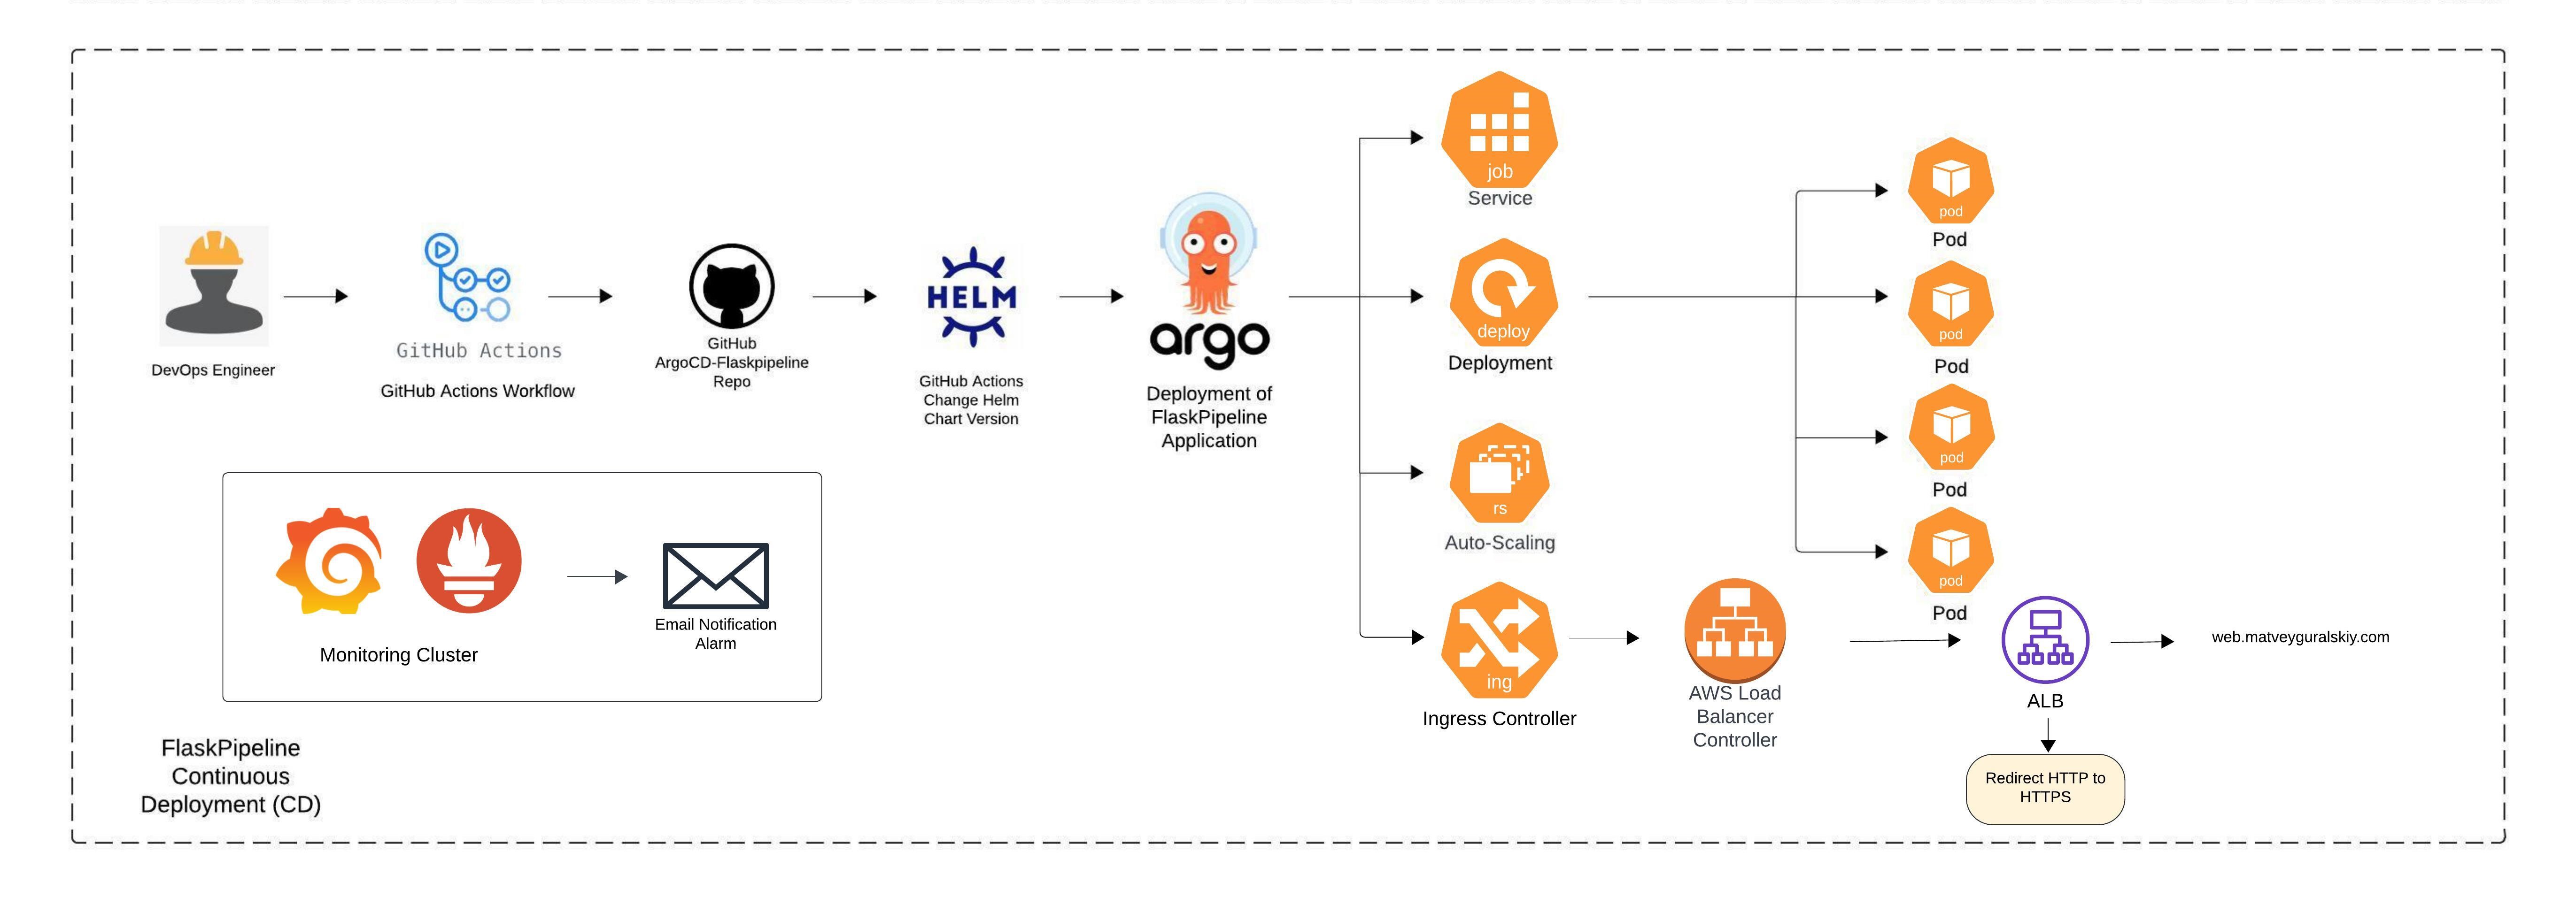 DevOps Engineer
GitHub Actions
GitHub Actions Workflow
GitHub
ArgoCD-Flaskpipeline
Repo
HELM
GitHub Actions
Change Helm
Chart Version
argo
Deployment of
FlaskPipeline
Application
job
Service
deploy
Deployment
rs
Auto-Scaling
ing
Ingress Controller
pod
Pod
pod
Pod
pod
Pod
pod
Pod
AWS Load
Balancer
Controller
ALB
web.matveyguralskiy.com
Redirect HTTP to
HTTPS
Monitoring Cluster
Email Notification
Alarm
FlaskPipeline
Continuous
Deployment (CD)